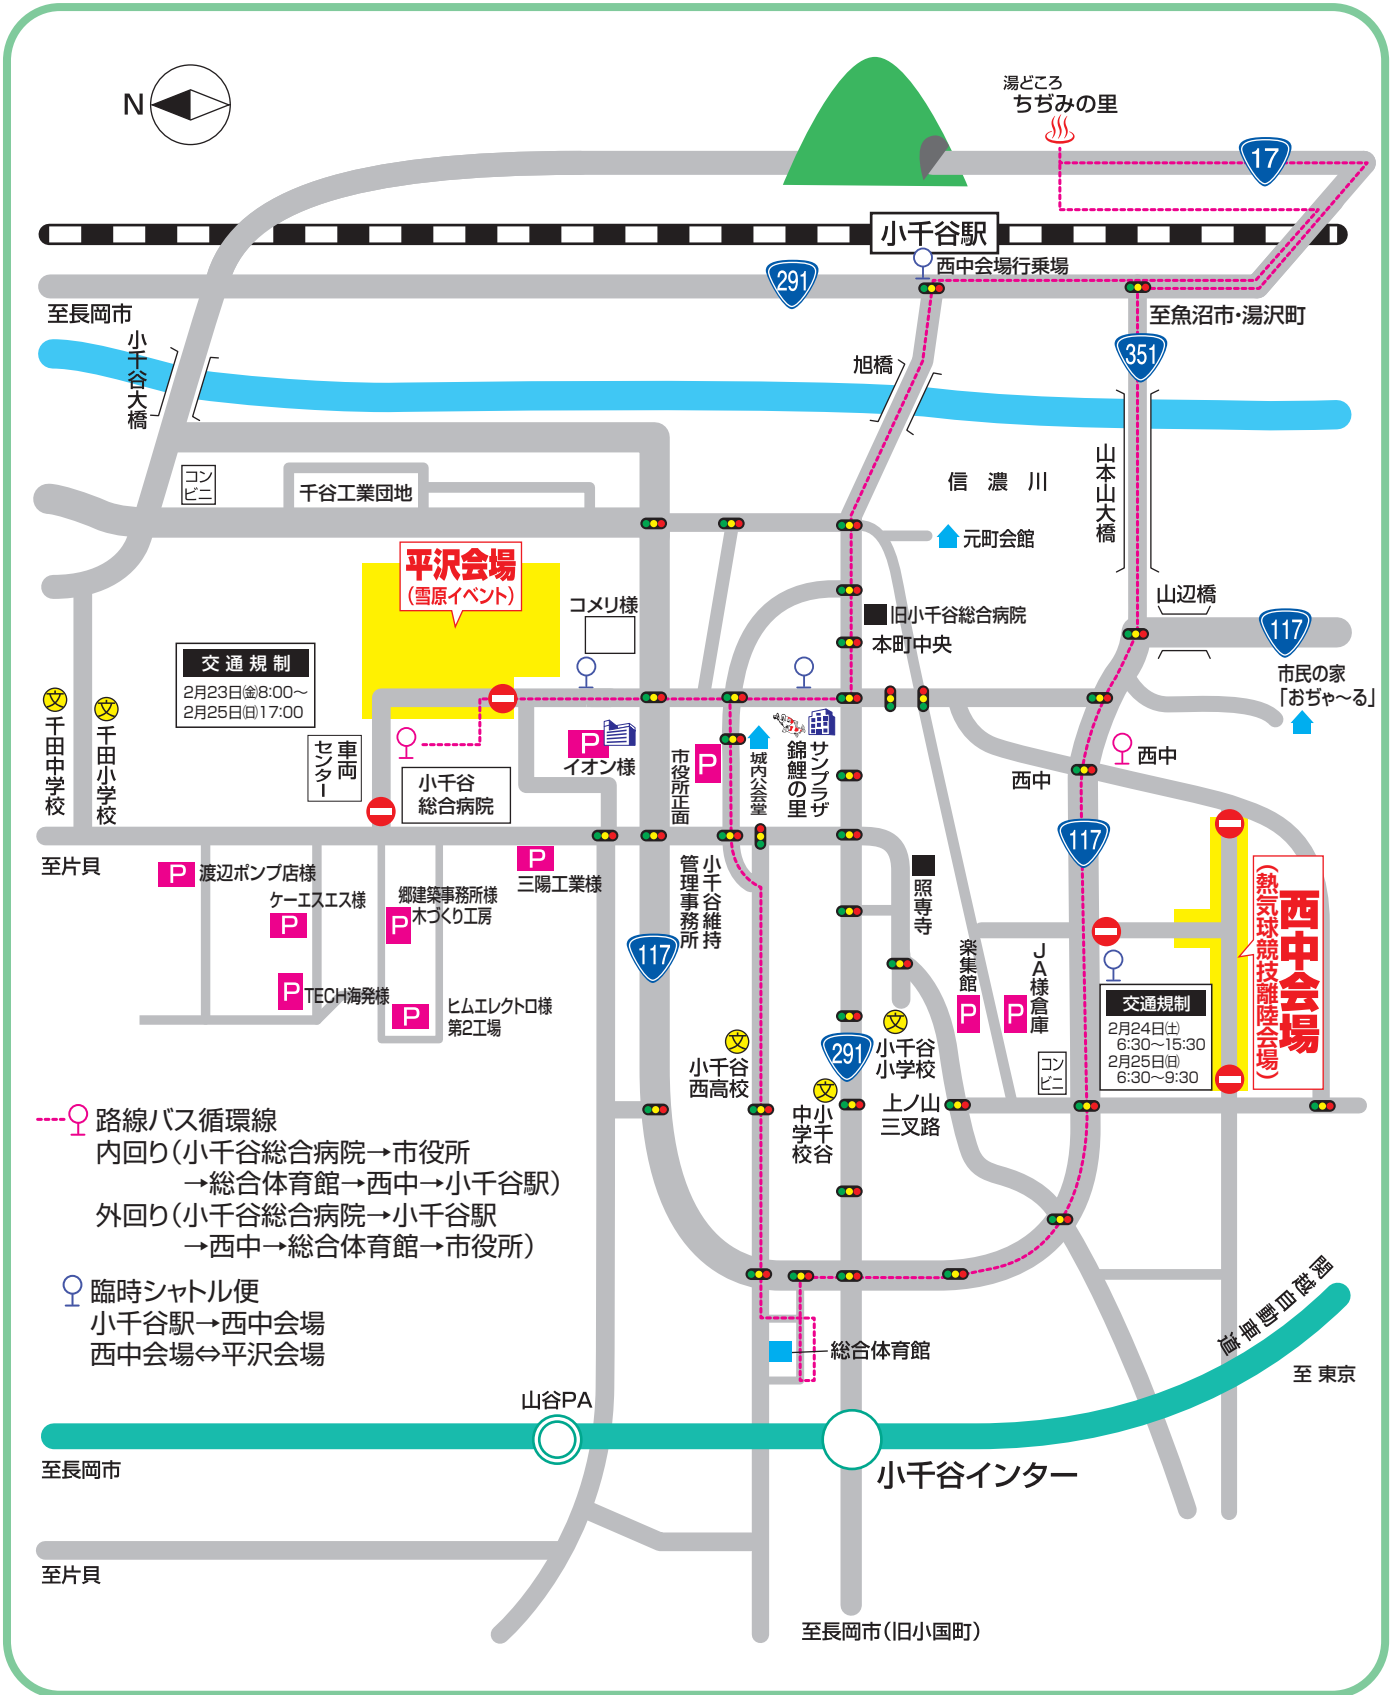 N
湯どころ
ちぢみの里
17
小千谷駅
西中会場行乗場
291
至長岡市
至魚沼市・湯沢町
小千谷大橋
351
旭橋
山本山大橋
信濃川
コン
ビニ
千谷工業団地
元町会館
平沢会場
(雪原イベント)
コメリ様
旧小千谷総合病院
本町中央
山辺橋
117
市民の家
「おぢゃ〜る」
交通規制
2月23日㈮8:00〜
2月25日㈰17:00
文
千田中学校
文
千田小学校
車両
センター
小千谷
総合病院
P
イオン様
市役所正面
P
城内公会堂
錦鯉の里
サンプラザ
西中
西中
至片貝
P
渡辺ポンプ店様
ケーエスエス様
P
郷建築事務所様
木づくり工房
P
P
三陽工業様
小千谷維持
管理事務所
117
照専寺
117
西中会場
(熱気球競技離陸会場)
P
TECH海発様
P
ヒムエレクトロ様
第2工場
楽集館
P
JA様倉庫
P
交通規制
2月24日㈯
6:30〜15:30
2月25日㈰
6:30〜9:30
コン
ビニ
文
小千谷
西高校
291
文
小千谷
小学校
文
小千谷
中学校
上ノ山
三叉路
路線バス循環線
内回り(小千谷総合病院→市役所
→総合体育館→西中→小千谷駅)
外回り(小千谷総合病院→小千谷駅
→西中→総合体育館→市役所)
臨時シャトル便
小千谷駅→西中会場
西中会場⇔平沢会場
総合体育館
関越自動車道
至 東京
山谷PA
至長岡市
小千谷インター
至片貝
至長岡市(旧小国町)